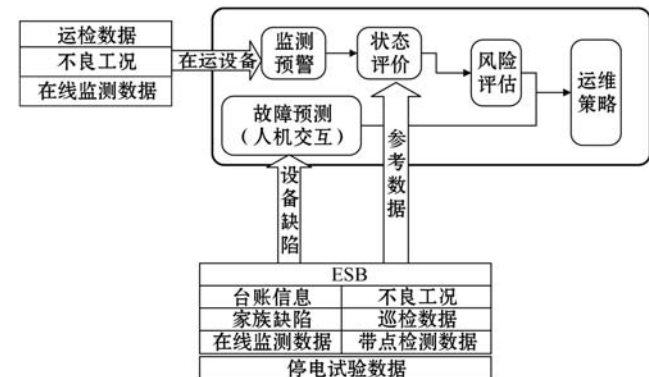 运检数据
不良工况
在线监测数据
在运设备
监测
预警
状态
评价
风险
评估
运维
策略
故障预测
（人机交互）
设备缺陷
参考数据
ESB
台账信息
不良工况
家族缺陷
巡检数据
在线监测数据
带点检测数据
停电试验数据